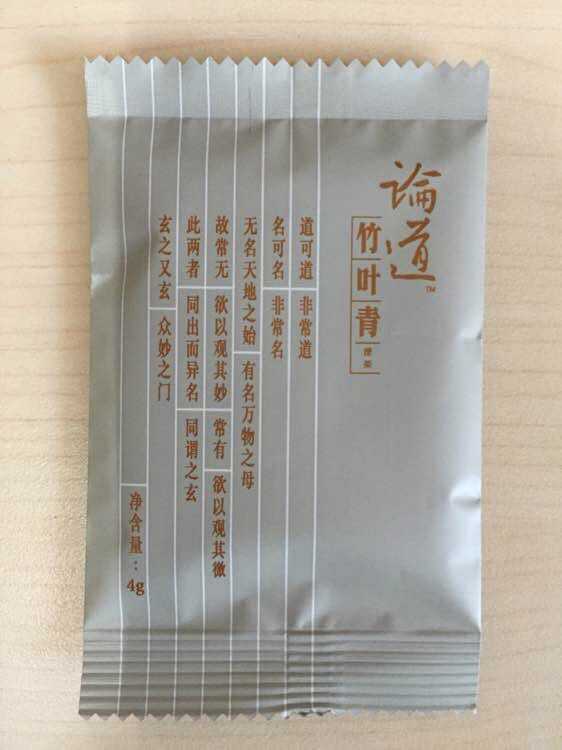 论道™
竹叶青
道可道 非常道
名可名 非常名
无名天地之始 有名万物之母
故常无 欲以观其妙 常有 欲以观其徼
此两者 同出而异名 同谓之玄
玄之又玄 众妙之门
净含量：4g